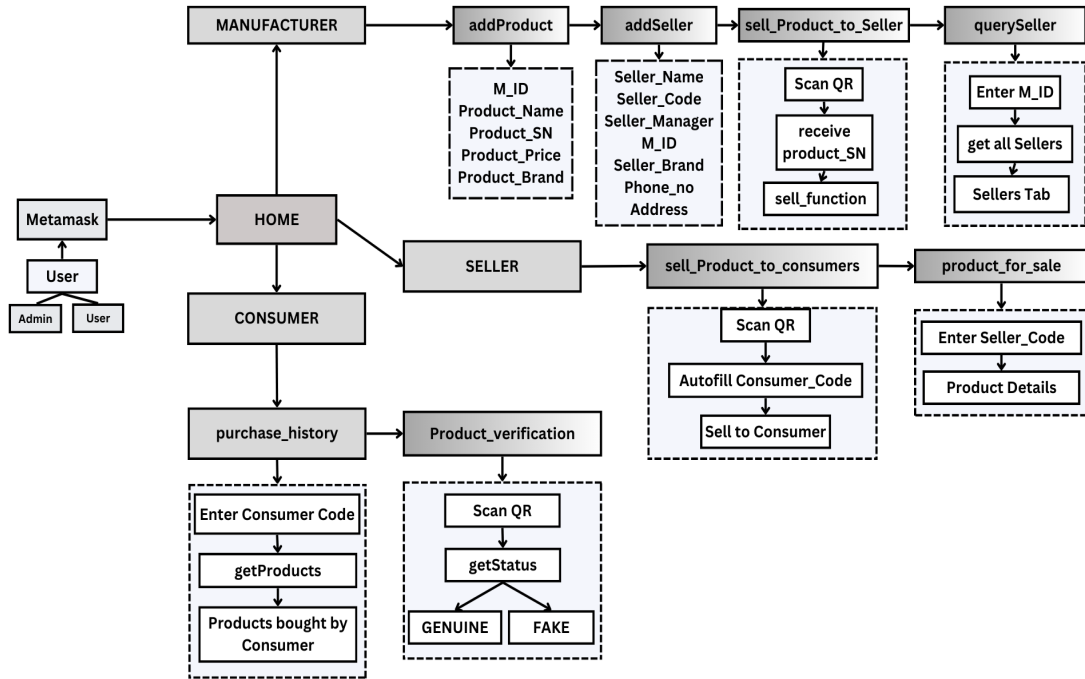 MANUFACTURER
addProduct
addSeller
sell_Product_to_Seller
querySeller
M_ID
Product_Name
Product_SN
Product_Price
Product_Brand
Seller_Name
Seller_Code
Seller_Manager
M_ID
Seller_Brand
Phone_no
Address
Scan QR
receive
product_SN
sell_function
Enter M_ID
get all Sellers
Sellers Tab
Metamask
HOME
User
Admin
User
SELLER
sell_Product_to_consumers
product_for_sale
CONSUMER
Scan QR
Autofill Consumer_Code
Sell to Consumer
Enter Seller_Code
Product Details
purchase_history
Product_verification
Enter Consumer Code
getProducts
Products bought by
Consumer
Scan QR
getStatus
GENUINE
FAKE